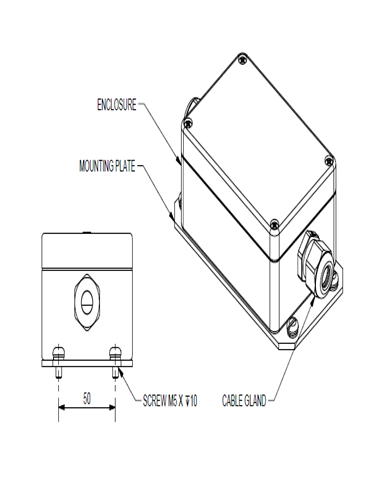 ENCLOSURE
MOUNTING PLATE
50
SCREW M5 X ↧10
CABLE GLAND